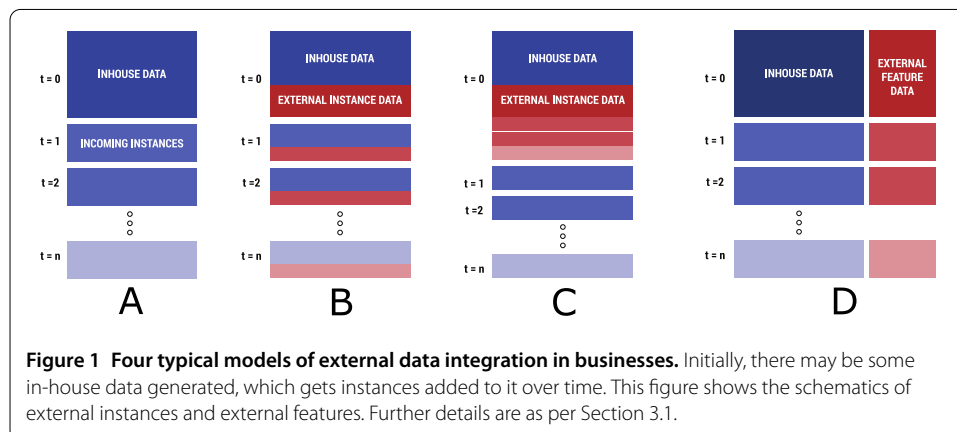 t = 0
INHOUSE DATA
t = 1
INCOMING INSTANCES
t =2
t = n
A
t = 0
INHOUSE DATA
EXTERNAL INSTANCE DATA
t = 1
t =2
t = n
B
t = 0
INHOUSE DATA
EXTERNAL INSTANCE DATA
t = 1
t =2
t = n
C
t = 0
INHOUSE DATA
EXTERNAL
FEATURE
DATA
t = 1
t =2
t = n
D
Figure 1 Four typical models of external data integration in businesses. Initially, there may be some
in-house data generated, which gets instances added to it over time. This figure shows the schematics of
external instances and external features. Further details are as per Section 3.1.